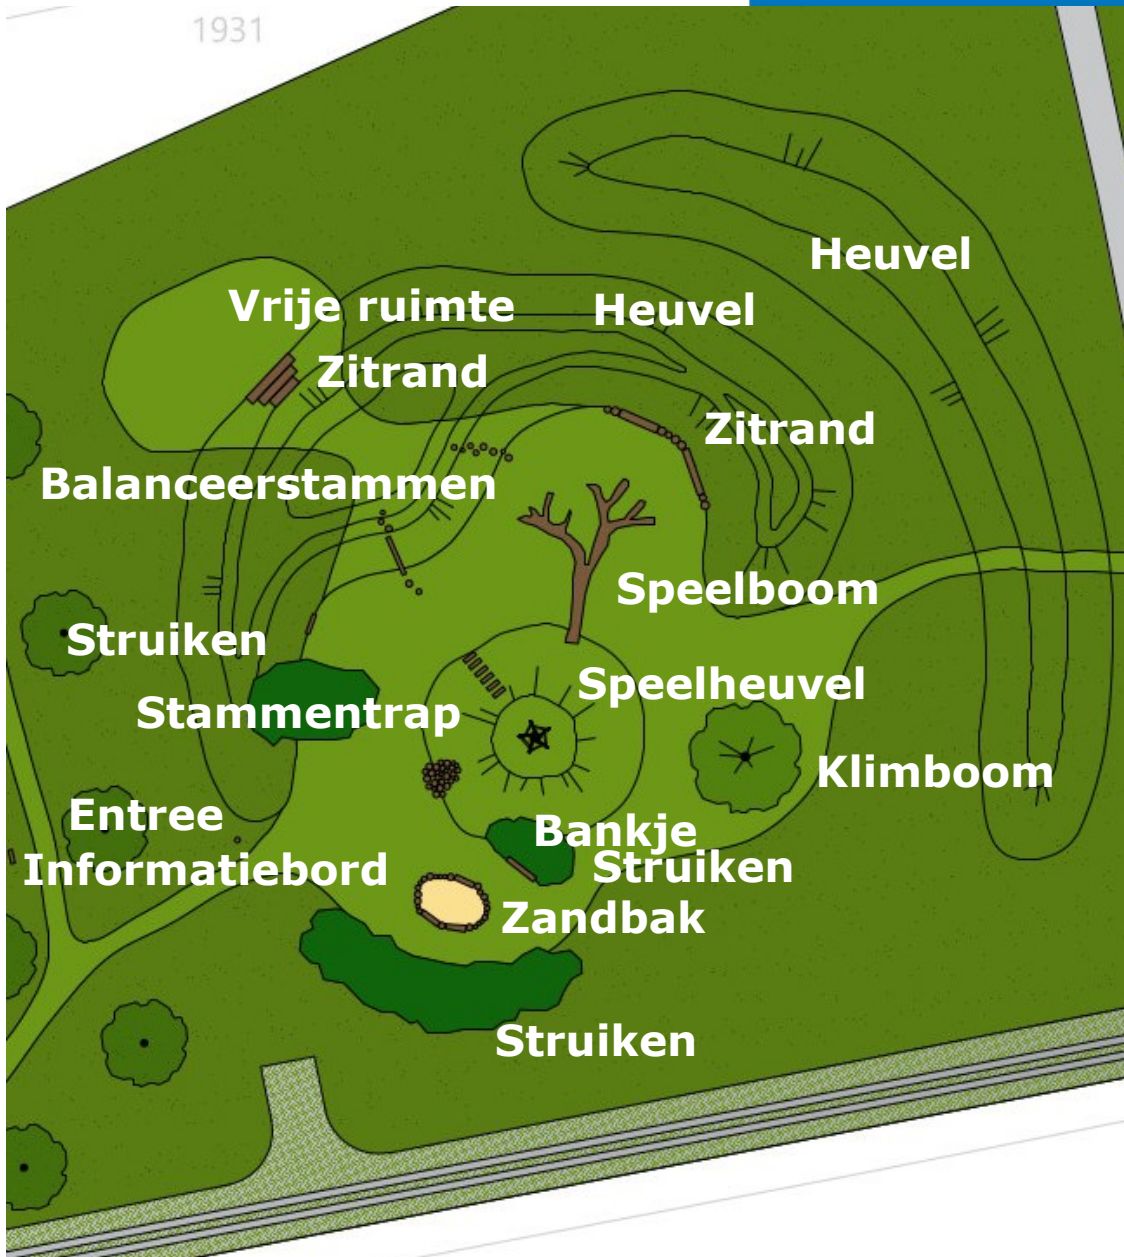 1931
Heuvel
Vrije ruimte
Heuvel
Zitrand
Zitrand
Balanceerstammen
Speelboom
Struiken
Speelheuvel
Stammentrap
Klimboom
Entree
Bankje
Informatiebord
Struiken
Zandbak
Struiken